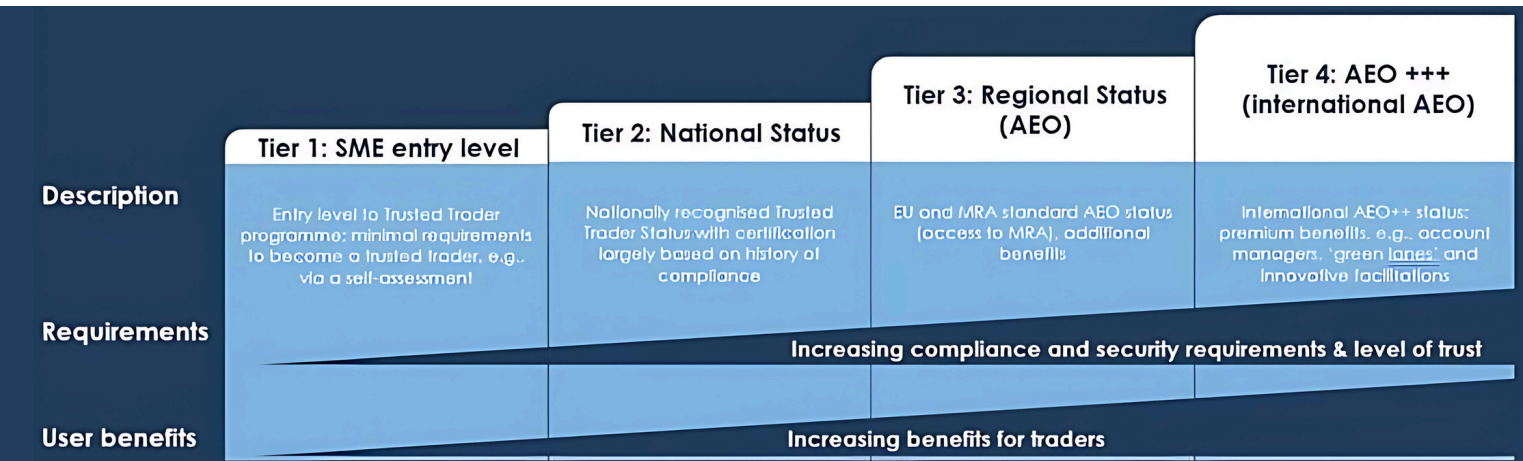 Tier 1: SME entry level
Tier 2: National Status
Tier 3: Regional Status
(AEO)
Tier 4: AEO +++
(international AEO)
Description
Entry level to Trusted Trader
programme: minimal requirements
to become a trusted trader, e.g.,
via a self-assessment
Nationally recognised Trusted
Trader Status with certification
largely based on history of
compliance
EU and MRA standard AEO status
(access to MRA), additional
benefits
International AEO++ status:
premium benefits, e.g., account
managers, 'green lanes' and
innovative facilitations
Requirements
Increasing compliance and security requirements & level of trust
User benefits
Increasing benefits for traders